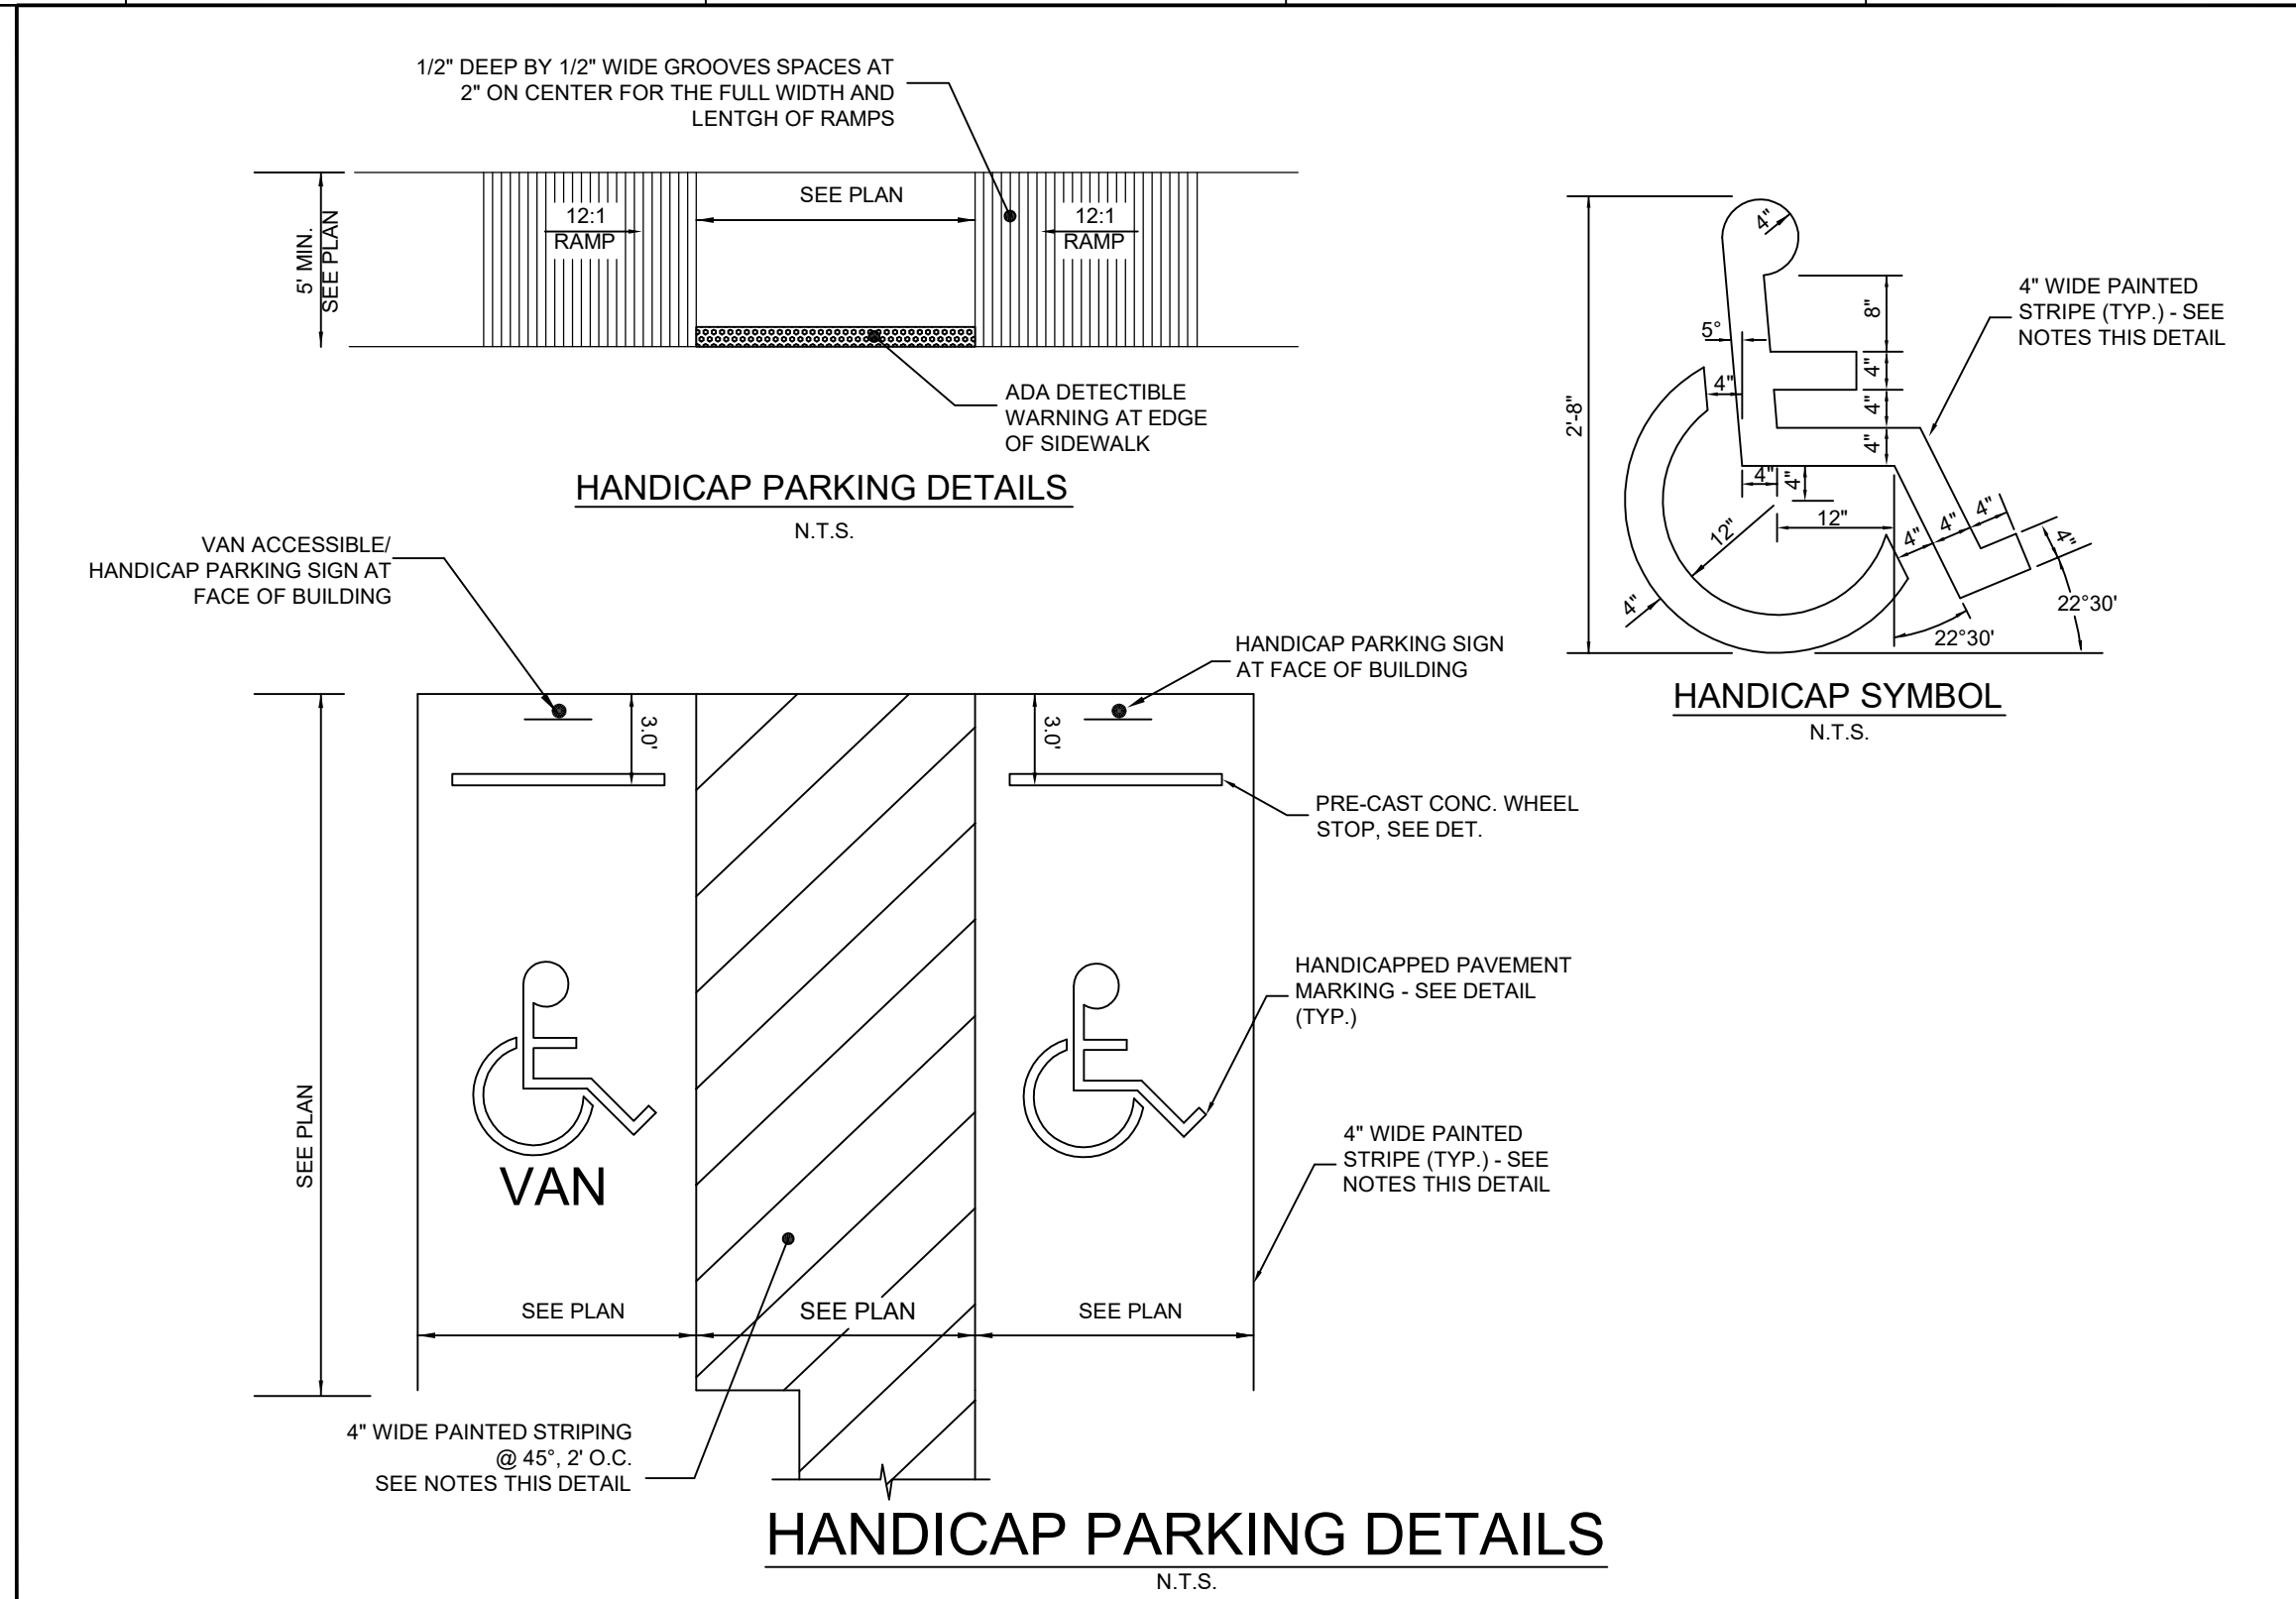 1/2" DEEP BY 1/2" WIDE GROOVES SPACES AT
2" ON CENTER FOR THE FULL WIDTH AND
LENTGH OF RAMPS
5' MIN.
SEE PLAN
12:1
RAMP
SEE PLAN
12:1
RAMP
ADA DETECTIBLE
WARNING AT EDGE
OF SIDEWALK
HANDICAP PARKING DETAILS
N.T.S.
2'-8"
4"
8"
5°
4"
4"
4"
4"
4"
4"
12"
12"
4"
4"
4"
4"
4"
22°30'
22°30'
4" WIDE PAINTED
STRIPE (TYP.) - SEE
NOTES THIS DETAIL
HANDICAP SYMBOL
N.T.S.
VAN ACCESSIBLE/
HANDICAP PARKING SIGN AT
FACE OF BUILDING
HANDICAP PARKING SIGN
AT FACE OF BUILDING
3.0'
3.0'
PRE-CAST CONC. WHEEL
STOP, SEE DET.
HANDICAPPED PAVEMENT
MARKING - SEE DETAIL
(TYP.)
4" WIDE PAINTED
STRIPE (TYP.) - SEE
NOTES THIS DETAIL
SEE PLAN
VAN
SEE PLAN
SEE PLAN
SEE PLAN
4" WIDE PAINTED STRIPING
@ 45°, 2' O.C.
SEE NOTES THIS DETAIL
HANDICAP PARKING DETAILS
N.T.S.